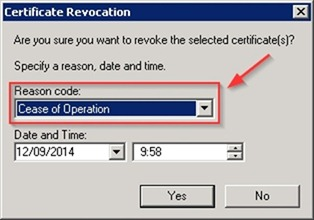 Certificate Revocation
Are you sure you want to revoke the selected certificate(s)?
Specify a reason, date and time.
Reason code:
Cease of Operation
Date and Time:
12/09/2014 9:58
Yes No